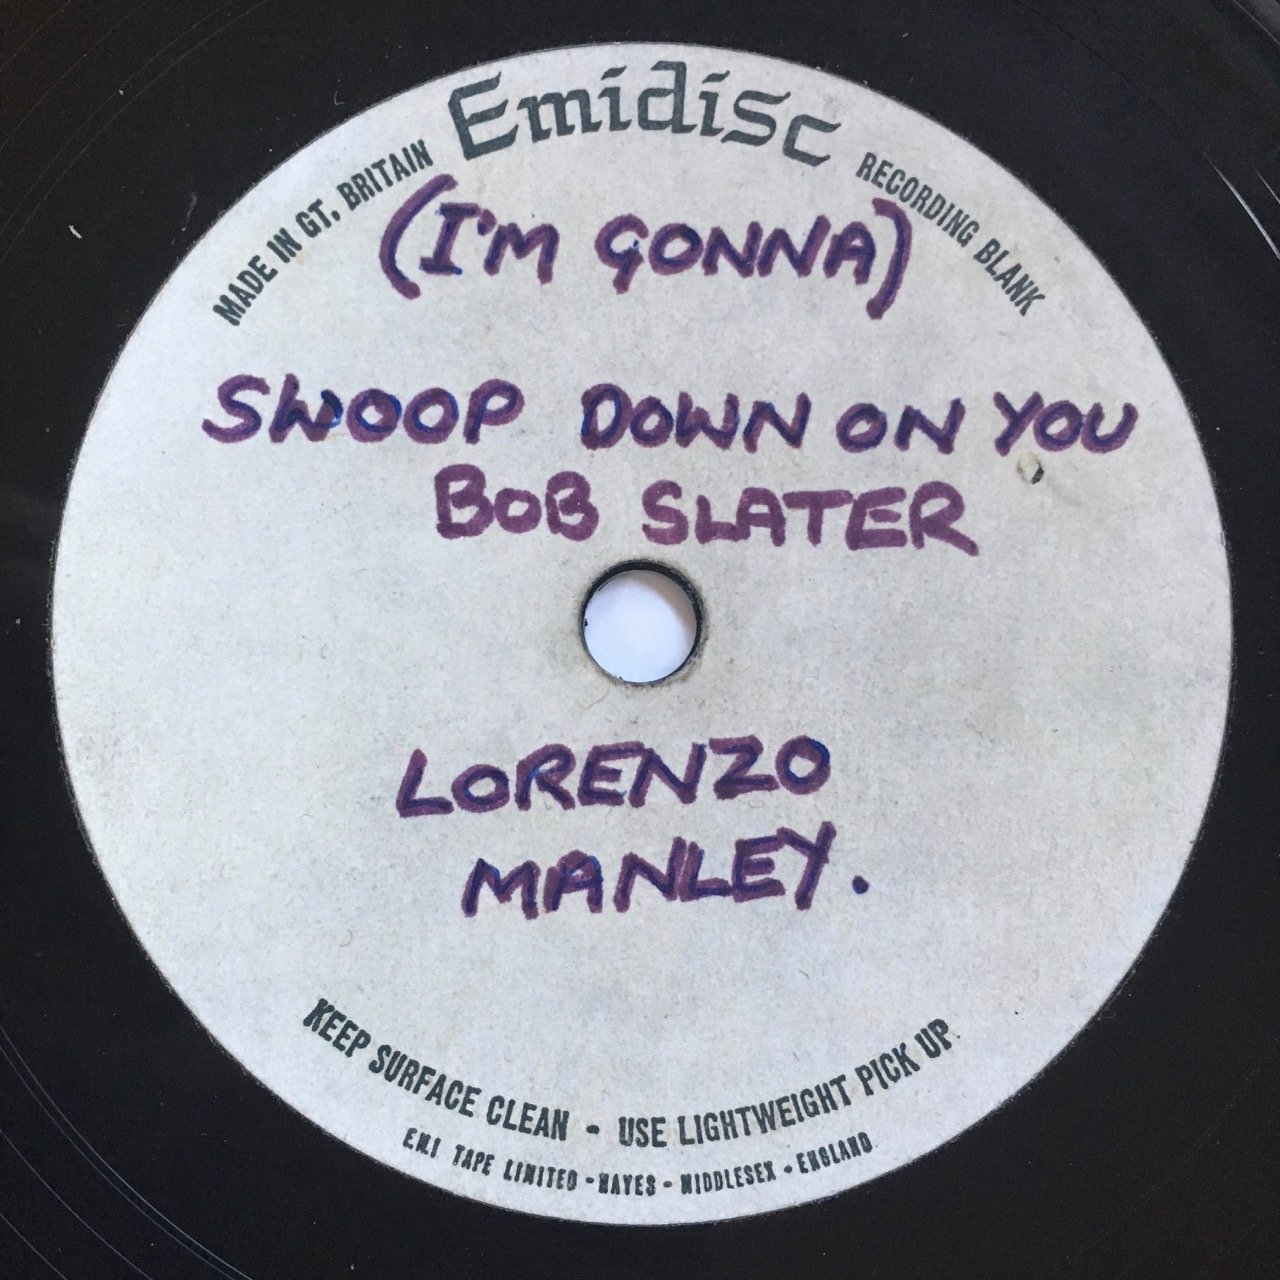 Emidisc
MADE IN GT. BRITAIN
RECORDING BLANK
(I'M GONNA)
SWOOP DOWN ON YOU
BOB SLATER
LORENZO
MANLEY.
KEEP SURFACE CLEAN - USE LIGHTWEIGHT PICK UP.
EMI TAPE LIMITED - HAYES - MIDDLESEX - ENGLAND